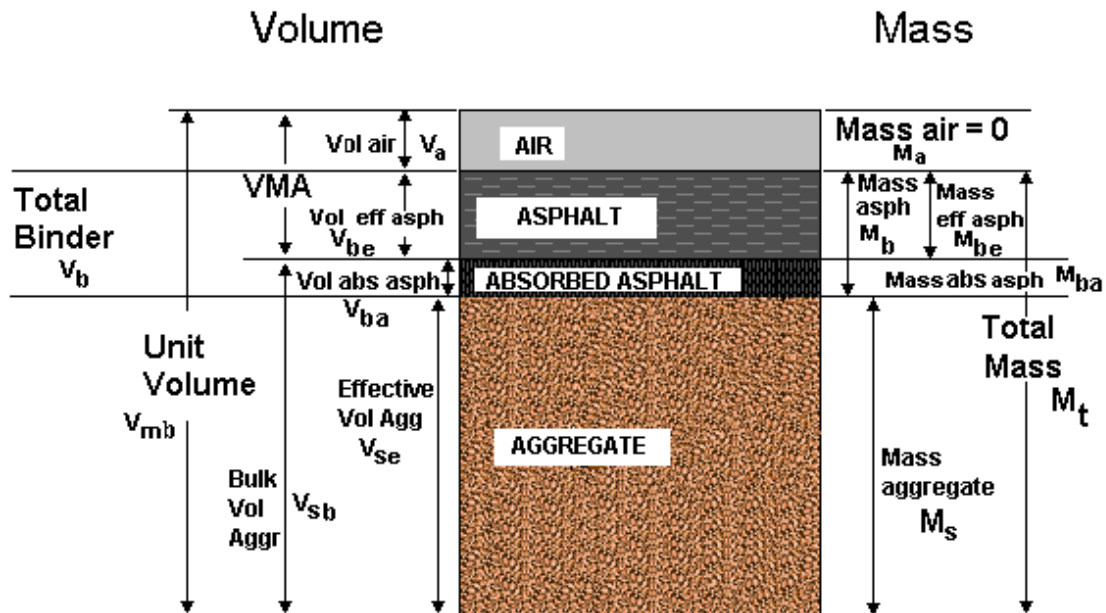 Volume
Mass
Vol air
Va
AIR
Mass air = 0
Ma
Total
Binder
Vb
VMA
Vol eff asph
Vbe
ASPHALT
Mass
asph
Mb
Mass
eff asph
Mbe
Vol abs asph
Vba
ABSORBED ASPHALT
Mass abs asph
Mba
Unit
Volume
Vmb
Bulk
Vol
Aggr
Vsb
Effective
Vol Agg
Vse
AGGREGATE
Mass
aggregate
Ms
Total
Mass
Mt